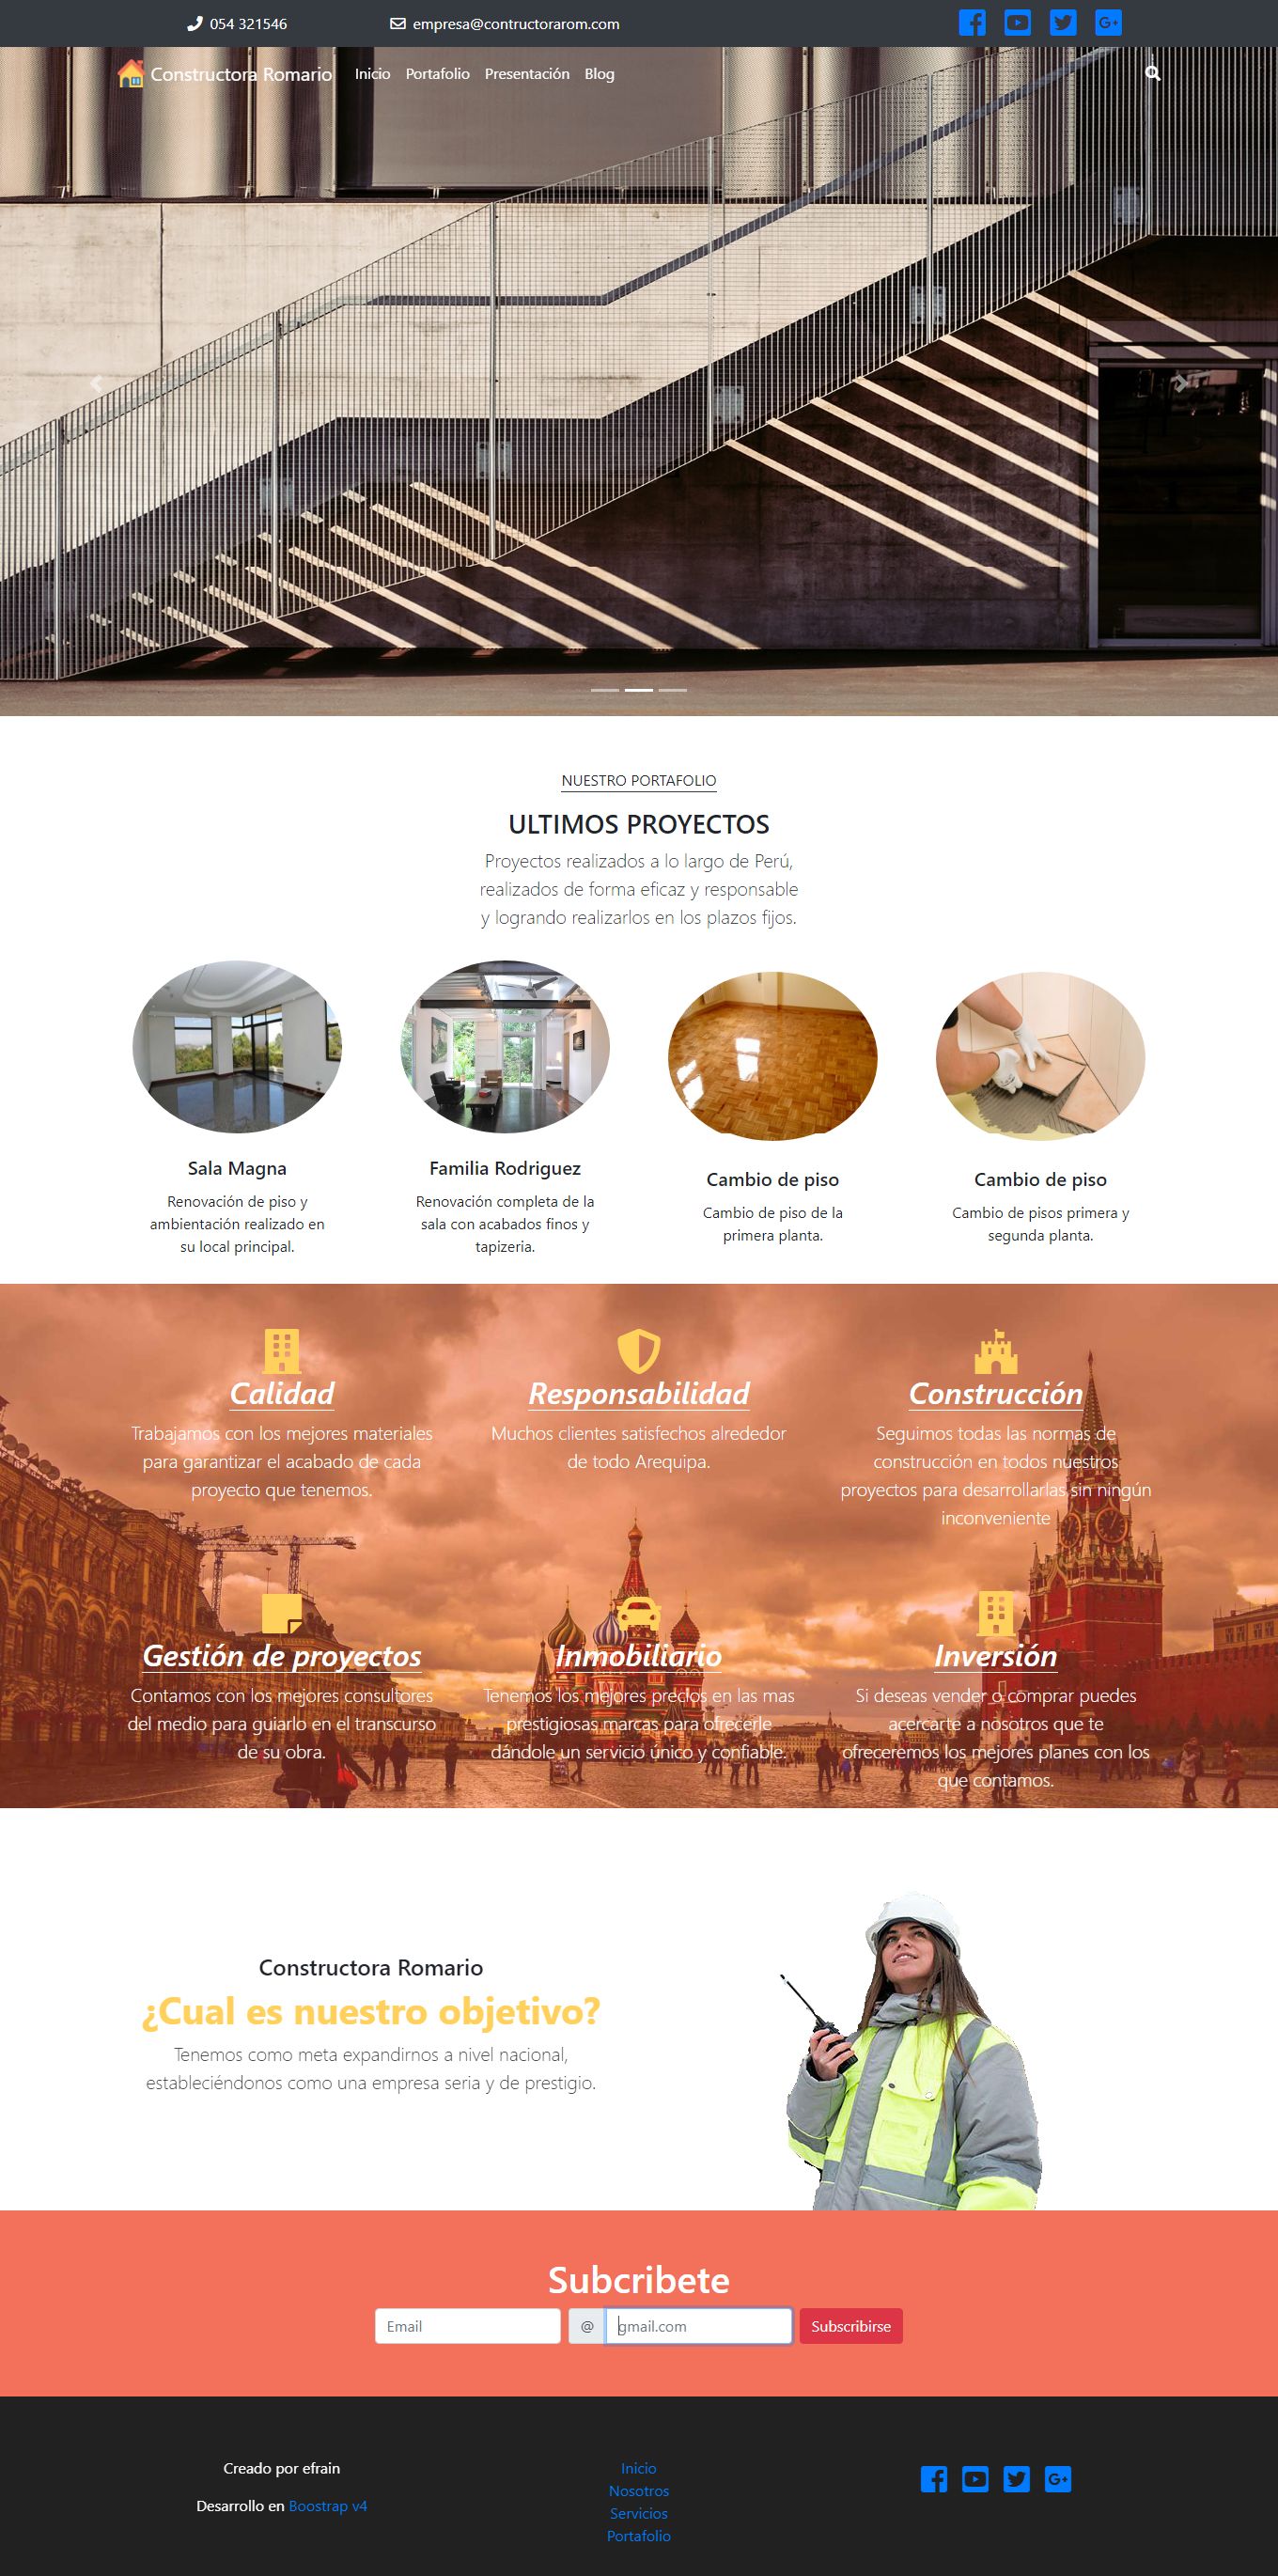 054 321546
empresa@contructorarom.com
Constructora Romario
Inicio
Portafolio
Presentación
Blog
NUESTRO PORTAFOLIO
ULTIMOS PROYECTOS
Proyectos realizados a lo largo de Perú,
realizados de forma eficaz y responsable
y logrando realizarlos en los plazos fijos.
Sala Magna
Renovación de piso y
ambientación realizado en
su local principal.
Familia Rodriguez
Renovación completa de la
sala con acabados finos y
tapizeria.
Cambio de piso
Cambio de piso de la
primera planta.
Cambio de piso
Cambio de pisos primera y
segunda planta.
Calidad
Trabajamos con los mejores materiales
para garantizar el acabado de cada
proyecto que tenemos.
Responsabilidad
Muchos clientes satisfechos alrededor
de todo Arequipa.
Construcción
Seguimos todas las normas de
construcción en todos nuestros
proyectos para desarrollarlas sin ningún
inconveniente
Gestión de proyectos
Contamos con los mejores consultores
del medio para guiarlo en el transcurso
de su obra.
Inmobiliario
Tenemos los mejores precios en las mas
prestigiosas marcas para ofrecerle
dándole un servicio único y confiable.
Inversión
Si deseas vender o comprar puedes
acercarte a nosotros que te
ofreceremos los mejores planes con los
que contamos.
Constructora Romario
¿Cual es nuestro objetivo?
Tenemos como meta expandirnos a nivel nacional,
estableciéndonos como una empresa seria y de prestigio.
Subcribete
Email
@
gmail.com
Subscribirse
Creado por efrain
Desarrollo en Boostrap v4
Inicio
Nosotros
Servicios
Portafolio